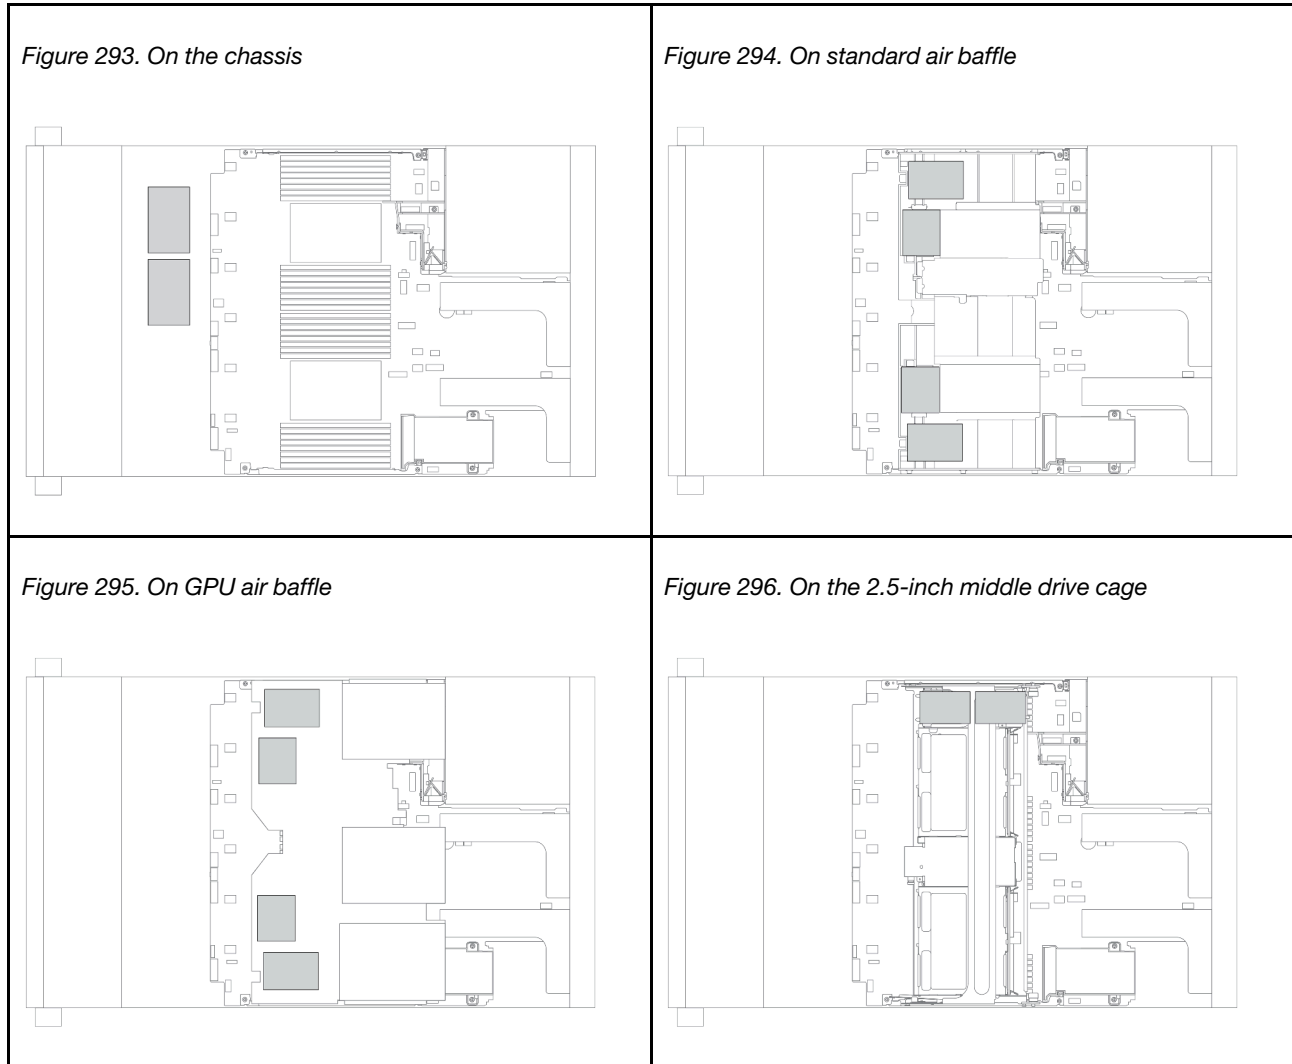 Figure 293. On the chassis
Figure 294. On standard air baffle
Figure 295. On GPU air baffle
Figure 296. On the 2.5-inch middle drive cage